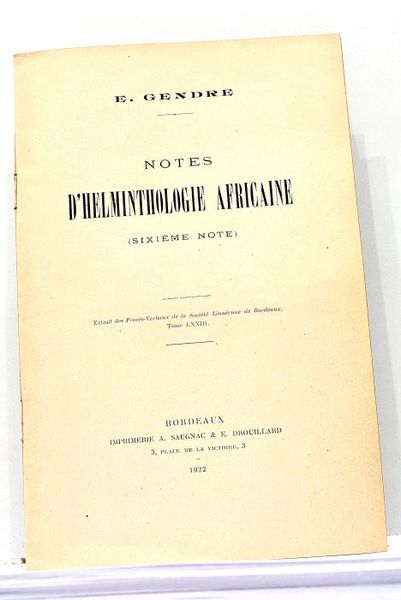 E. GENDRE
NOTES
D'HELMINTHOLOGIE AFRICAINE
(SIXIÈME NOTE)
Extrait des Procès-Verbaux de la Société Linnéenne de Bordeaux,
Tome LXXIII.
BORDEAUX
IMPRIMERIE A. SAUGNAC & E. DROUILLARD
3, PLACE DE LA VICTOIRE, 3
1922